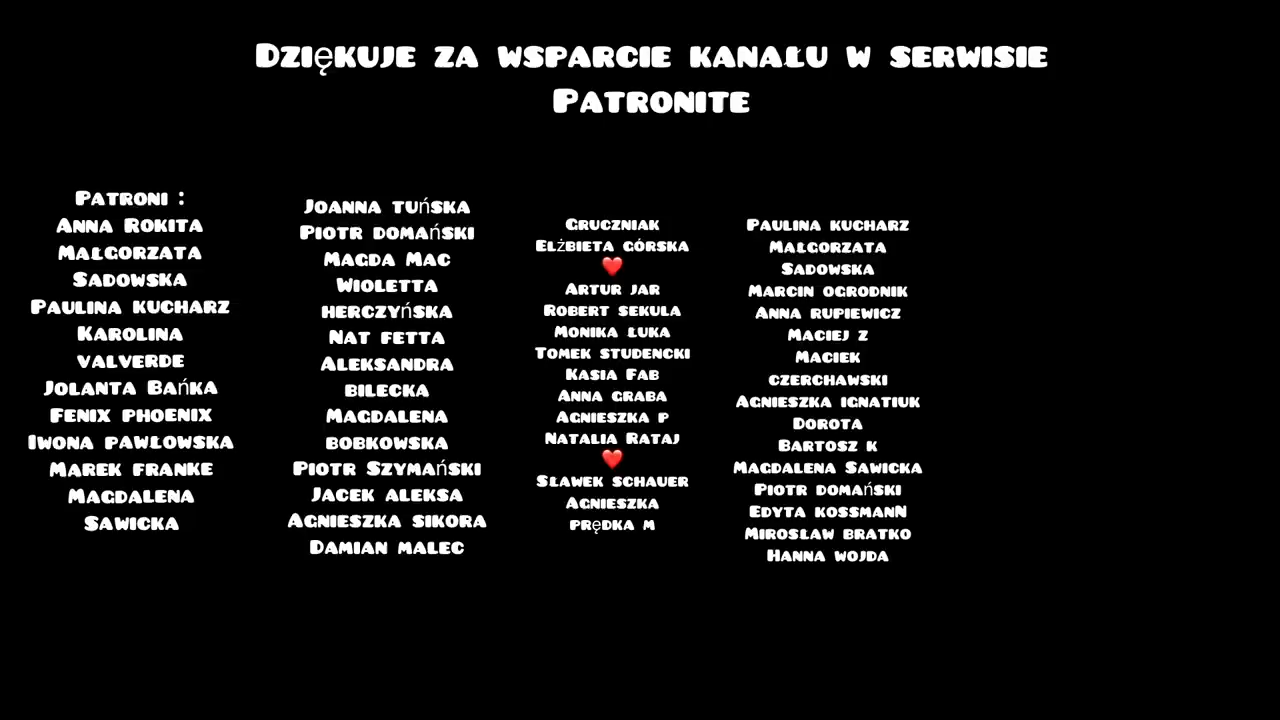 Dziękuje za wsparcie kanału w serwisie
Patronite
Patroni :
Anna Rokita
Małgorzata
Sadowska
Paulina kucharz
Karolina
valverde
Jolanta Bańka
Fenix phoenix
Iwona pawłowska
Marek franke
Magdalena
Sawicka
Joanna tuńska
Piotr domański
Magda Mac
Wioletta
herczyńska
Nat fetta
Aleksandra
bilecka
Magdalena
bobkowska
Piotr Szymański
Jacek aleksa
Agnieszka sikora
Damian malec
Gruczniak
Elżbieta górska
❤️
Artur jar
Robert sekula
Monika łuka
Tomek studencki
Kasia Fab
Anna graba
Agnieszka p
Natalia Rataj
❤️
Sławek schauer
Agnieszka
prędka m
Paulina kucharz
Małgorzata
Sadowska
Marcin ogrodnik
Anna rupiewicz
Maciej z
Maciek
czerchawski
Agnieszka ignatiuk
Dorota
Bartosz k
Magdalena Sawicka
Piotr domański
Edyta kossmanN
Mirosław bratko
Hanna wojda